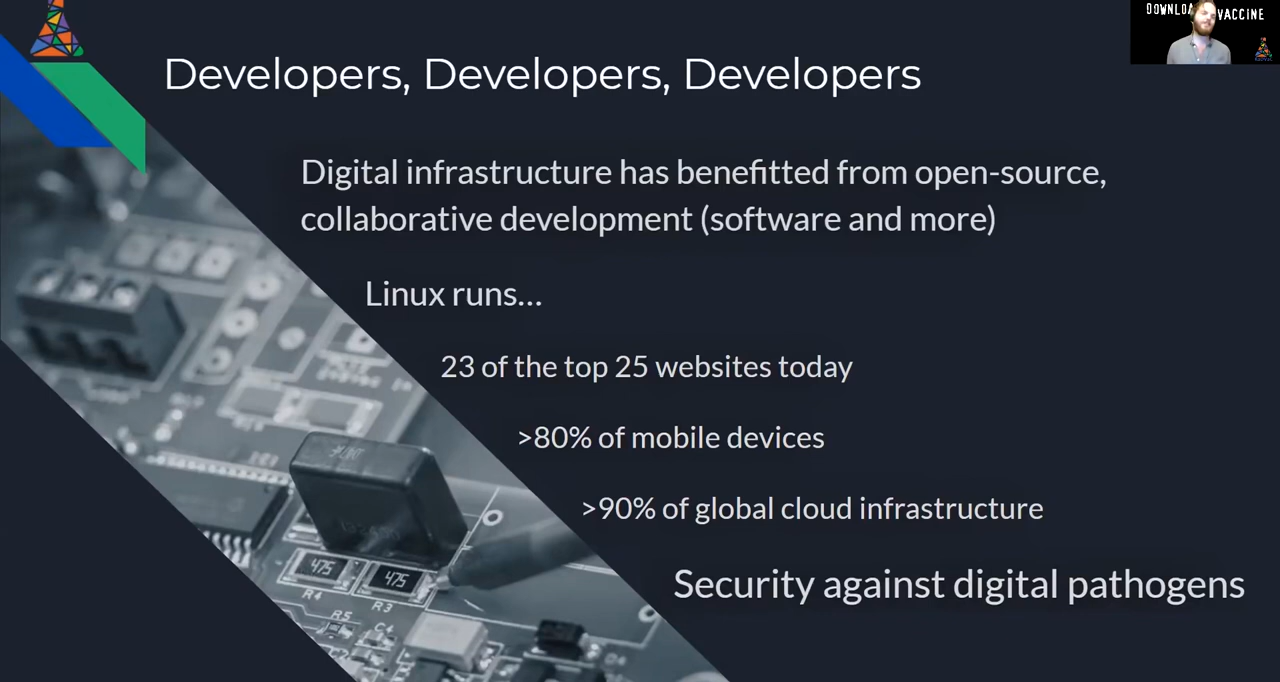 DOWNLOA VACCINE
Developers, Developers, Developers
Digital infrastructure has benefitted from open-source,
collaborative development (software and more)
Linux runs...
23 of the top 25 websites today
>80% of mobile devices
>90% of global cloud infrastructure
Security against digital pathogens
475
475
R4
R3
R5
C4